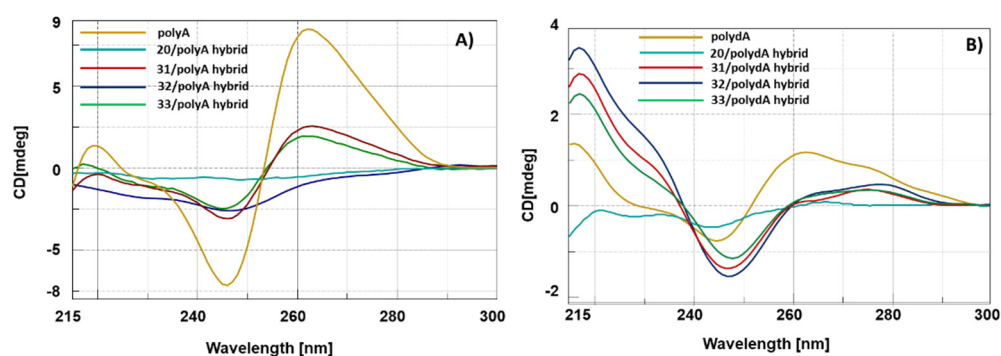 A)
9
5
0
-5
-8
CD[mdeg]
polyA
20/polyA hybrid
31/polyA hybrid
32/polyA hybrid
33/polyA hybrid
215 240 260 280 300
Wavelength [nm]
B)
4
2
0
-2
CD[mdeg]
polydA
20/polydA hybrid
31/polydA hybrid
32/polydA hybrid
33/polydA hybrid
215 240 260 280 300
Wavelength [nm]